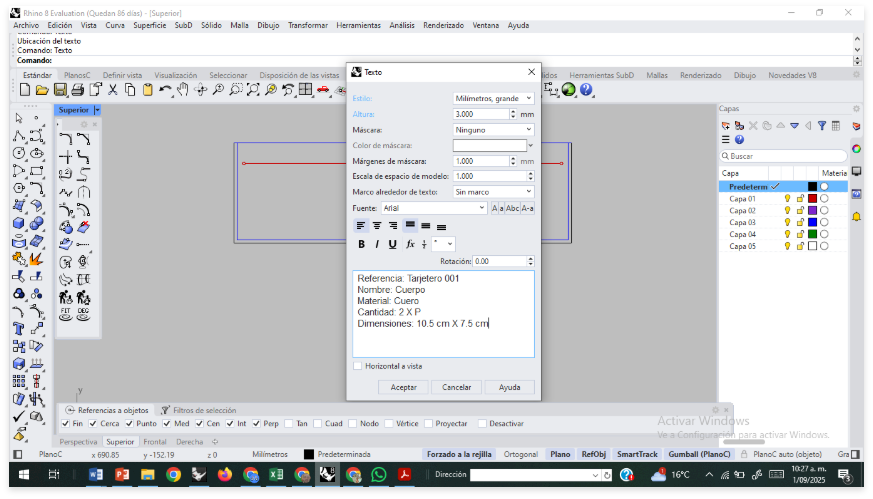 Rhino 8 Evaluation (Quedan 86 días) - [Superior]
Archivo Edición Vista Curva Superficie SubD Sólido Malla Dibujo Transformar Herramientas Análisis Renderizado Ventana Ayuda
Ubicación del texto
Comando: Texto
Comando:
Estándar PlanosC Definir vista Visualización Seleccionar Disposición de las vistas
lidos Herramientas SubD Mallas Renderizado Dibujo Novedades V8
Superior
FIT DEG
Texto
Estilo: Milímetros, grande
Altura: 3.000 mm
Máscara: Ninguno
Color de máscara:
Márgenes de máscara: 1.000 mm
Escala de espacio de modelo: 1.000
Marco alrededor de texto: Sin marco
Fuente: Arial A a Abc A-a
B I U fx
Rotación: 0.00
Referencia: Tarjetero 001
Nombre: Cuerpo
Material: Cuero
Cantidad: 2 X P
Dimensiones: 10.5 cm X 7.5 cm
Horizontal a vista
Aceptar Cancelar Ayuda
Capas
Buscar
Capa Materia
Predeterm
Capa 01
Capa 02
Capa 03
Capa 04
Capa 05
y
Referencias a objetos Filtros de selección
Fin Cerca Punto Med Cen Int Perp Tan Cuad Nodo Vértice Proyectar Desactivar
Perspectiva Superior Frontal Derecha
Activar Windows
Ve a Configuración para activar Windows.
PlanoC x 690.85 y -152.19 z 0 Milímetros Predeterminada Forzado a la rejilla Ortogonal Plano RefObj SmartTrack Gumball (PlanoC) PlanoC auto (objeto) Gra
Dirección 16°C 10:27 a. m.
1/09/2025
3